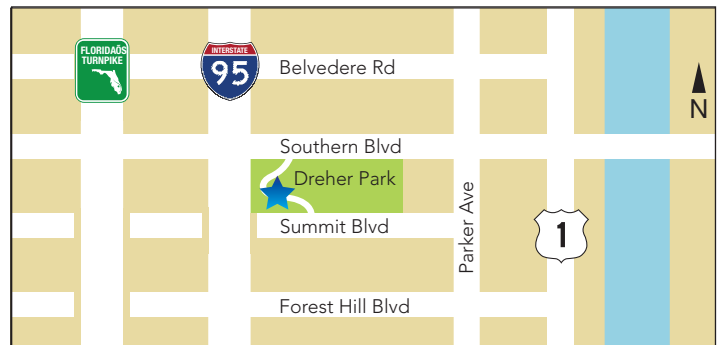 FLORIDAÕS
TURNPIKE
INTERSTATE
95
Belvedere Rd
N
Southern Blvd
Dreher Park
Parker Ave
Summit Blvd
1
Forest Hill Blvd